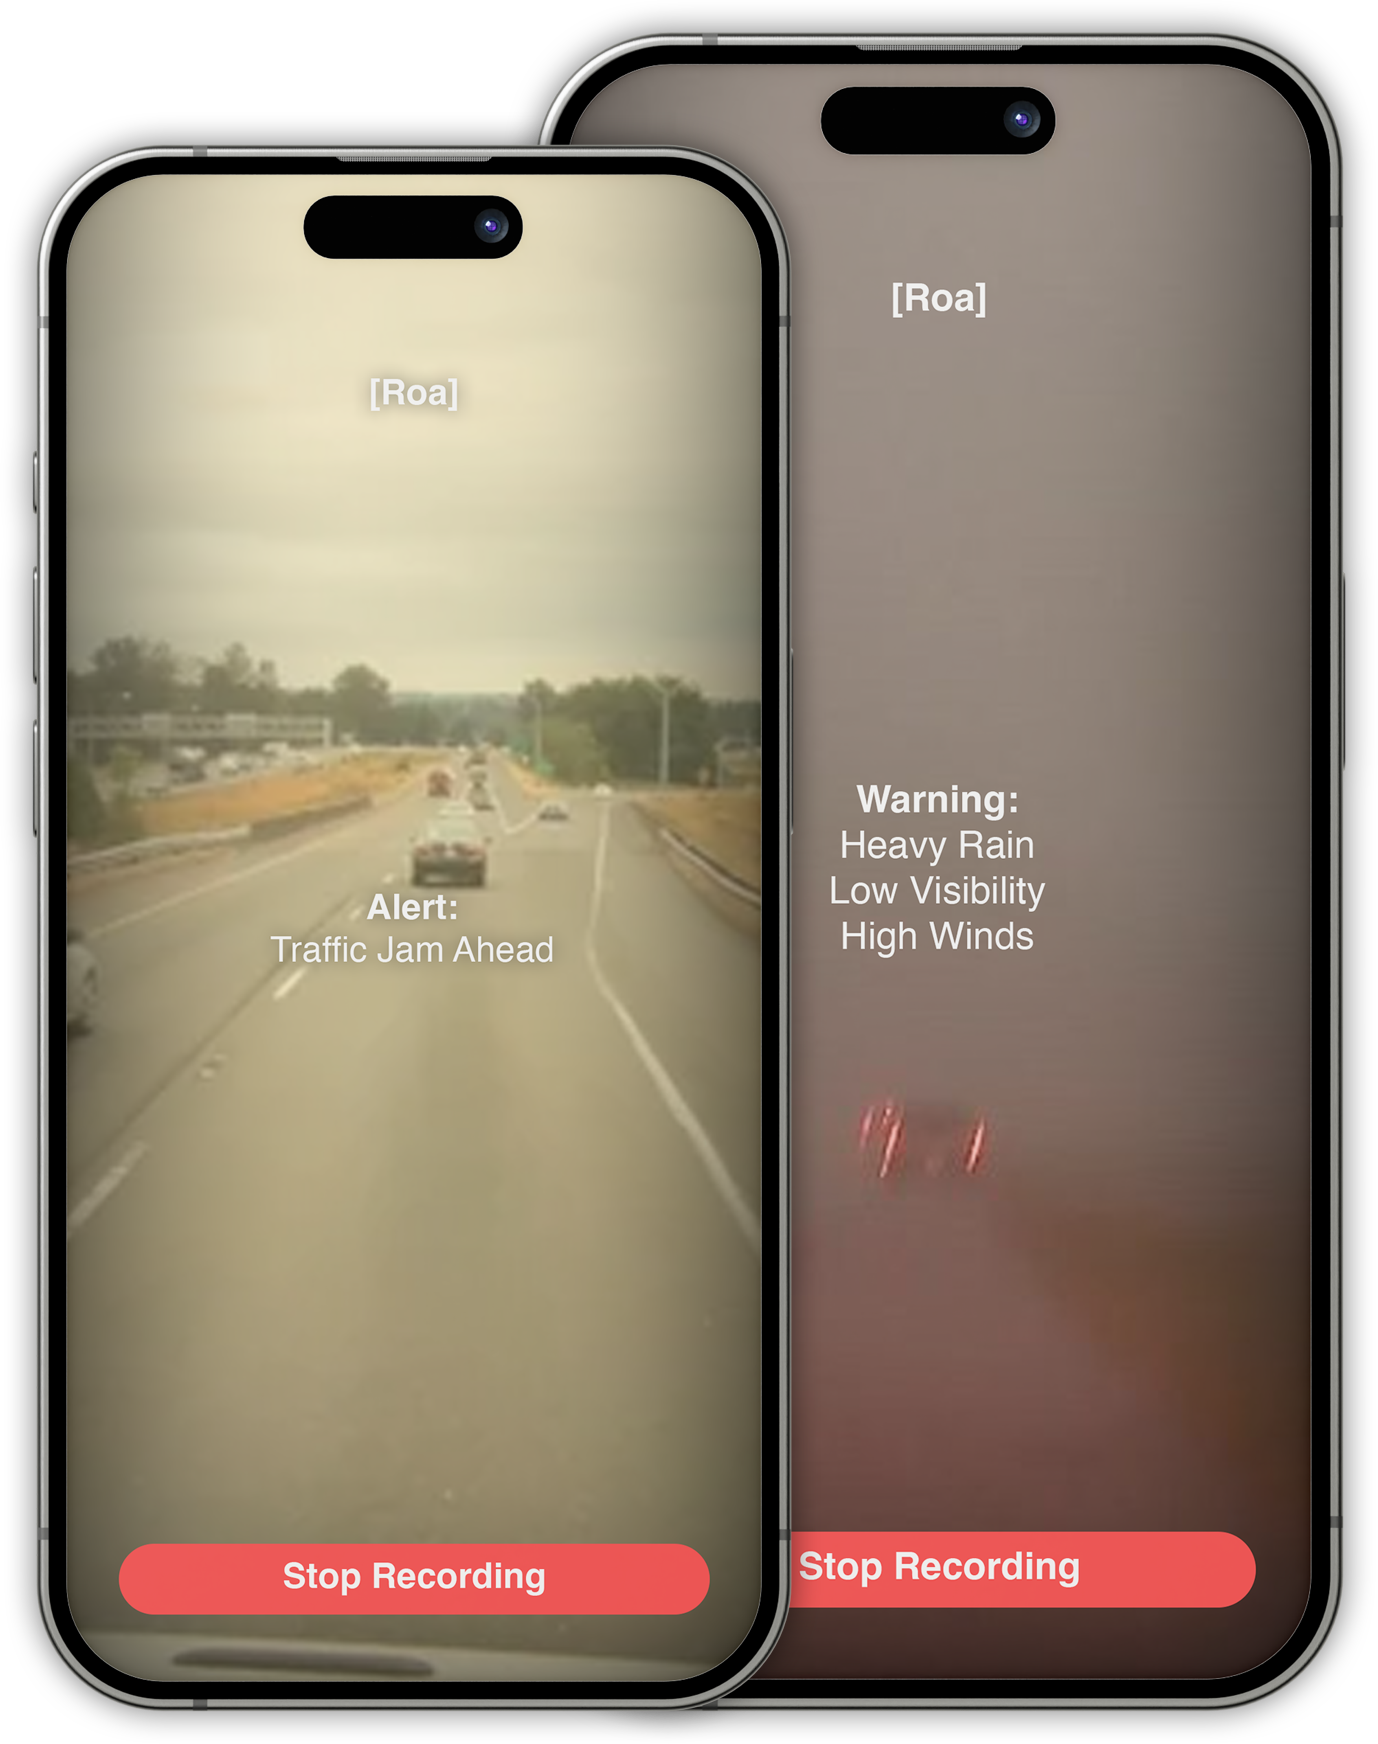 [Roa]
Alert:
Traffic Jam Ahead
Stop Recording
[Roa]
Warning:
Heavy Rain
Low Visibility
High Winds
Stop Recording